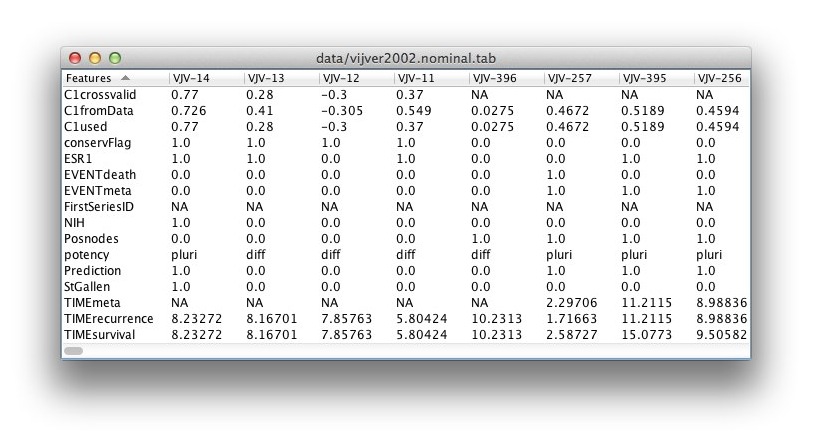 data/vijver2002.nominal.tab
Features VJV-14 VJV-13 VJV-12 VJV-11 VJV-396 VJV-257 VJV-395 VJV-256
C1crossvalid 0.77 0.28 -0.3 0.37 NA NA NA NA
C1fromData 0.726 0.41 -0.305 0.549 0.0275 0.4672 0.5189 0.4594
C1used 0.77 0.28 -0.3 0.37 0.0275 0.4672 0.5189 0.4594
conservFlag 1.0 1.0 1.0 1.0 0.0 0.0 0.0 0.0
ESR1 1.0 1.0 0.0 1.0 0.0 0.0 1.0 1.0
EVENTdeath 0.0 0.0 0.0 0.0 0.0 1.0 0.0 0.0
EVENTmeta 0.0 0.0 0.0 0.0 0.0 1.0 1.0 1.0
FirstSeriesID NA NA NA NA NA NA NA NA
NIH 1.0 0.0 0.0 0.0 0.0 0.0 0.0 0.0
Posnodes 0.0 0.0 0.0 0.0 1.0 1.0 1.0 1.0
potency pluri diff diff diff diff pluri pluri pluri
Prediction 1.0 0.0 0.0 0.0 0.0 1.0 1.0 1.0
StGallen 1.0 0.0 0.0 0.0 0.0 0.0 0.0 0.0
TIMEmeta NA NA NA NA NA 2.29706 11.2115 8.98836
TIMErecurrence 8.23272 8.16701 7.85763 5.80424 10.2313 1.71663 11.2115 8.98836
TIMEsurvival 8.23272 8.16701 7.85763 5.80424 10.2313 2.58727 15.0773 9.50582